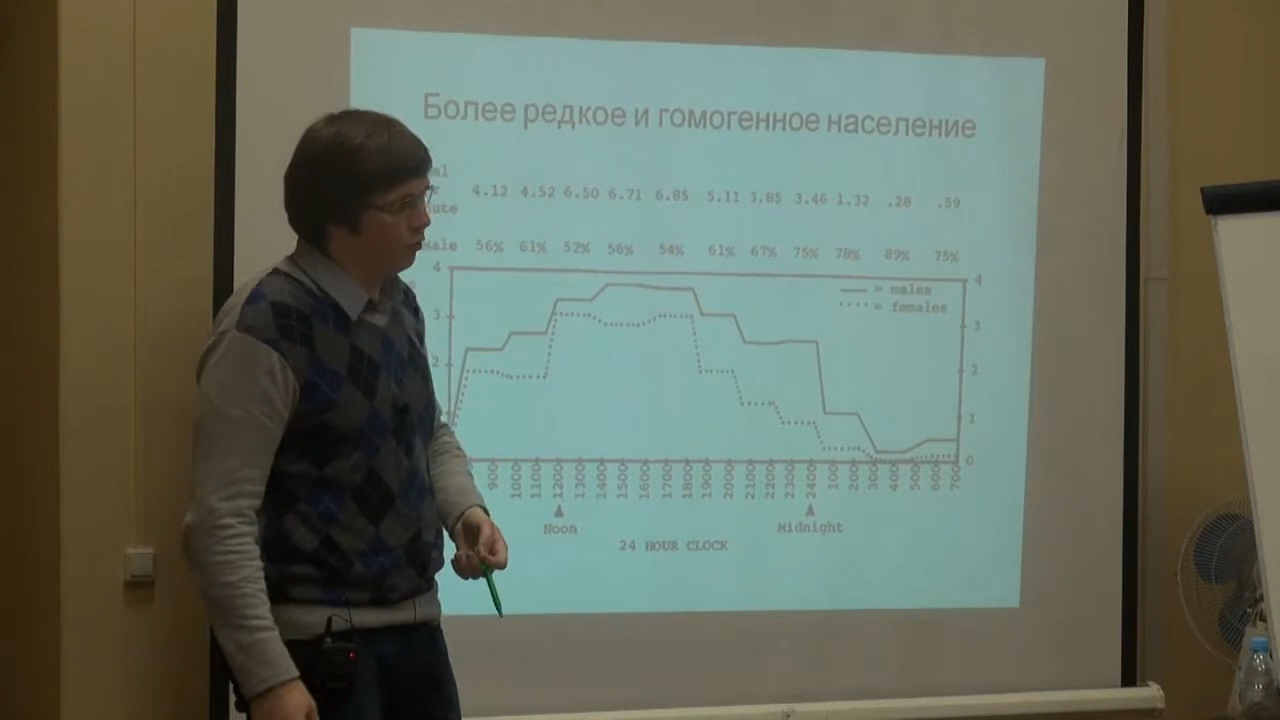 Более редкое и гомогенное население
4.12 4.52 6.50 6.71 6.85 5.11 3.85 3.46 1.32 .28 .59
56% 61% 52% 56% 54% 61% 67% 75% 78% 89% 75%
4 4
= males
= females
3 3
2 2
1
0
900 1000 1100 1200 1300 1400 1500 1600 1700 1800 1900 2000 2100 2200 2300 2400 100 200 300 400 500 600 700
Noon Midnight
24 HOUR CLOCK